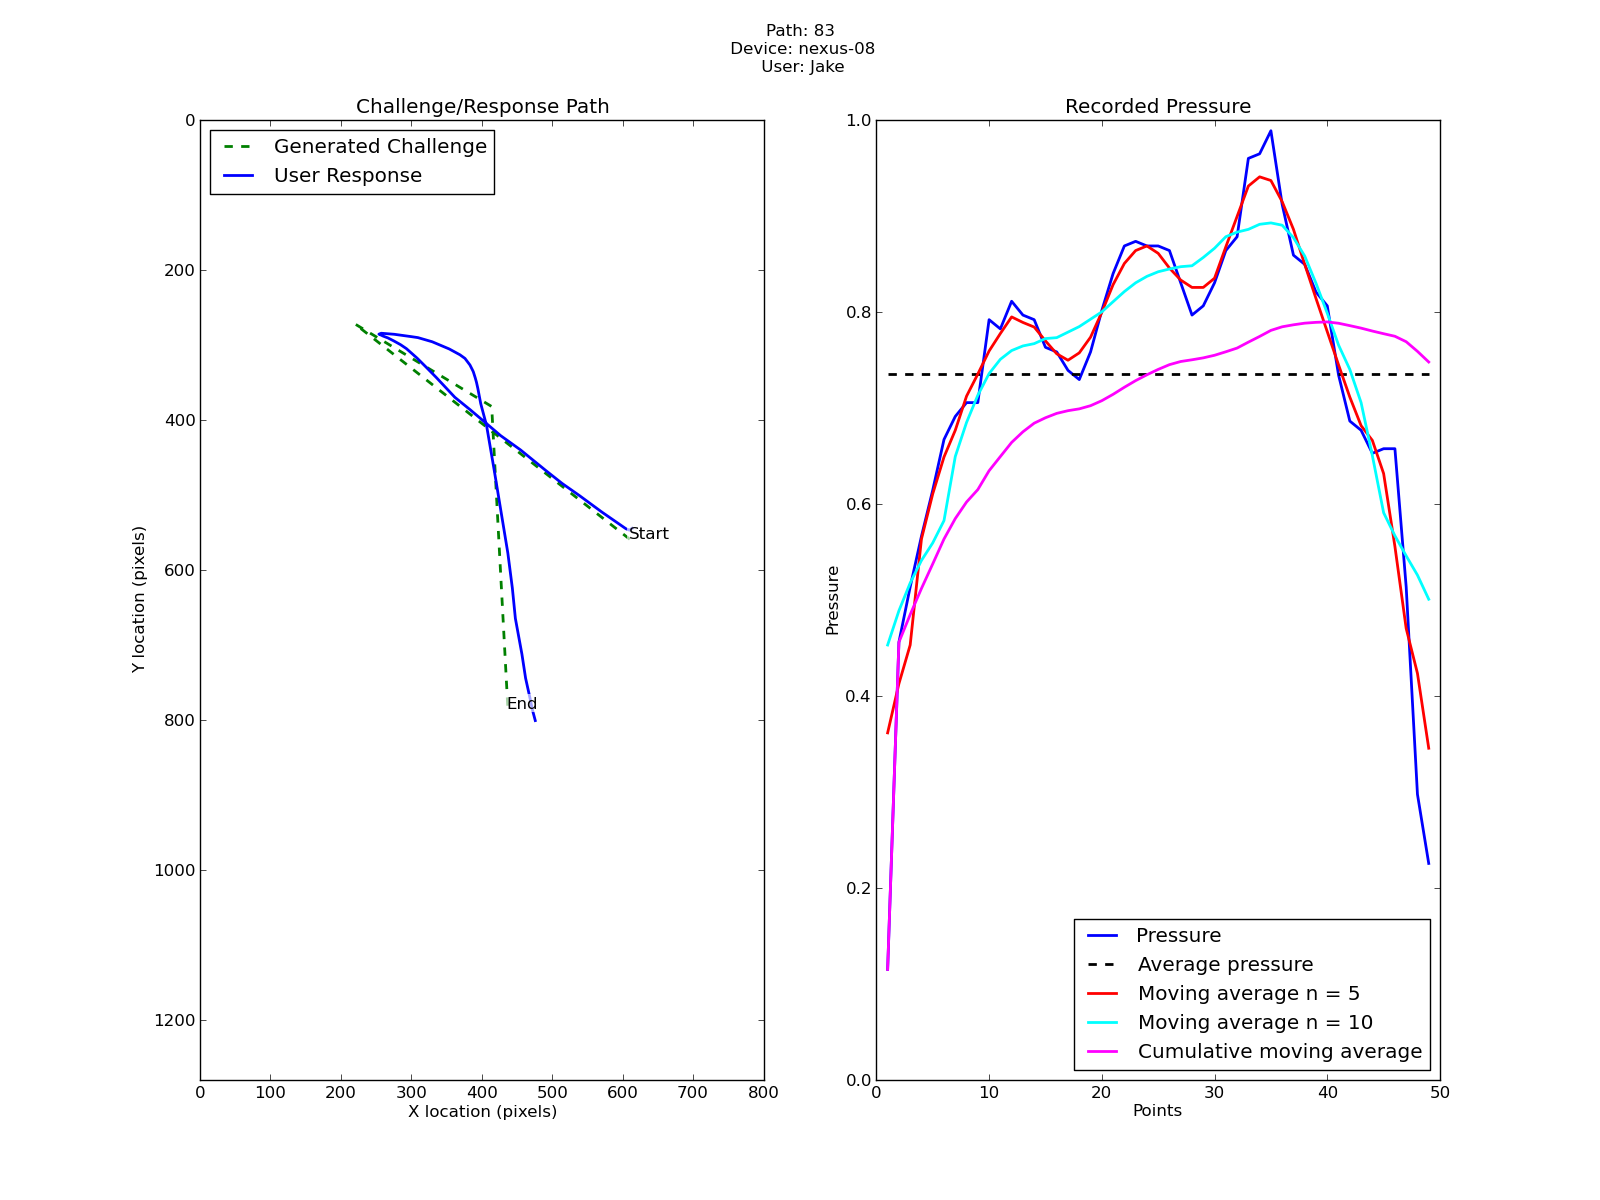 Path: 83
Device: nexus-08
User: Jake
Challenge/Response Path
0
200
400
600
800
1000
1200
Y location (pixels)
Generated Challenge
User Response
Start
End
0 100 200 300 400 500 600 700 800
X location (pixels)
Recorded Pressure
1.0
0.8
0.6
0.4
0.2
0.0
Pressure
Pressure
Average pressure
Moving average n = 5
Moving average n = 10
Cumulative moving average
0 10 20 30 40 50
Points